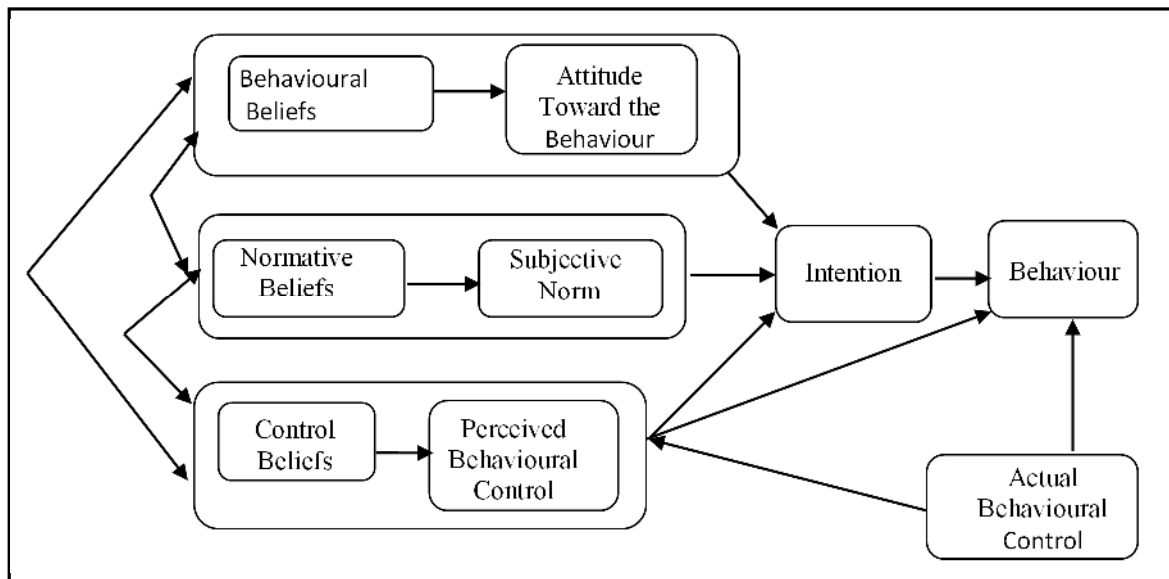 Behavioural
Beliefs
Attitude
Toward the
Behaviour
Normative
Beliefs
Subjective
Norm
Intention
Behaviour
Control
Beliefs
Perceived
Behavioural
Control
Actual
Behavioural
Control